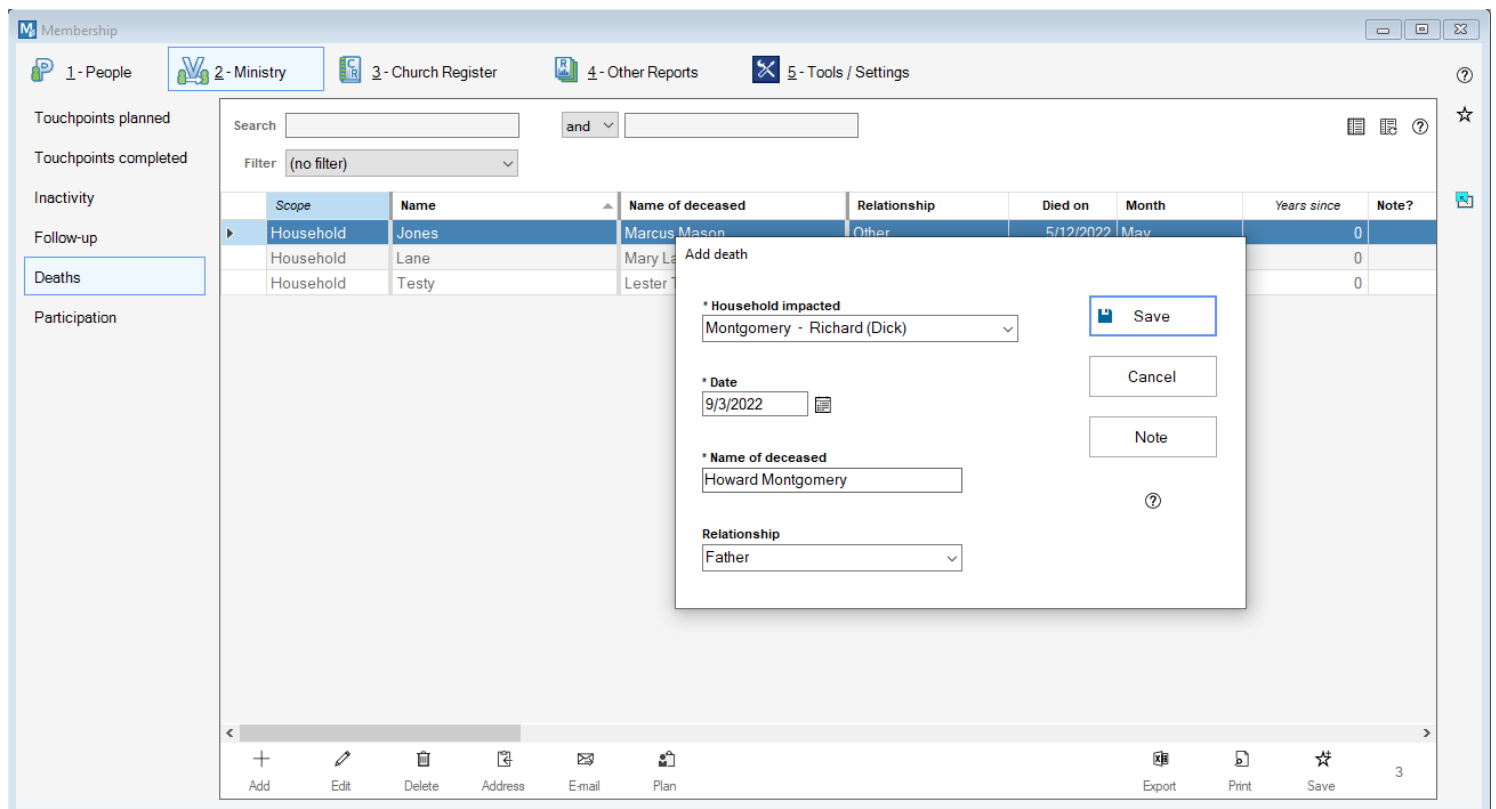 Membership
1 - People
2 - Ministry
3 - Church Register
4 - Other Reports
5 - Tools / Settings
Touchpoints planned
Touchpoints completed
Inactivity
Follow-up
Deaths
Participation
Search
and
Filter (no filter)
Scope Name Name of deceased Relationship Died on Month Years since Note?
Household Jones Marcus Mason Other 5/12/2022 May 0
Household Lane Mary 0
Household Testy Lester 0
Add death
* Household impacted
Montgomery - Richard (Dick)
* Date
9/3/2022
* Name of deceased
Howard Montgomery
Relationship
Father
Save
Cancel
Note
Add Edit Delete Address E-mail Plan Export Print Save 3